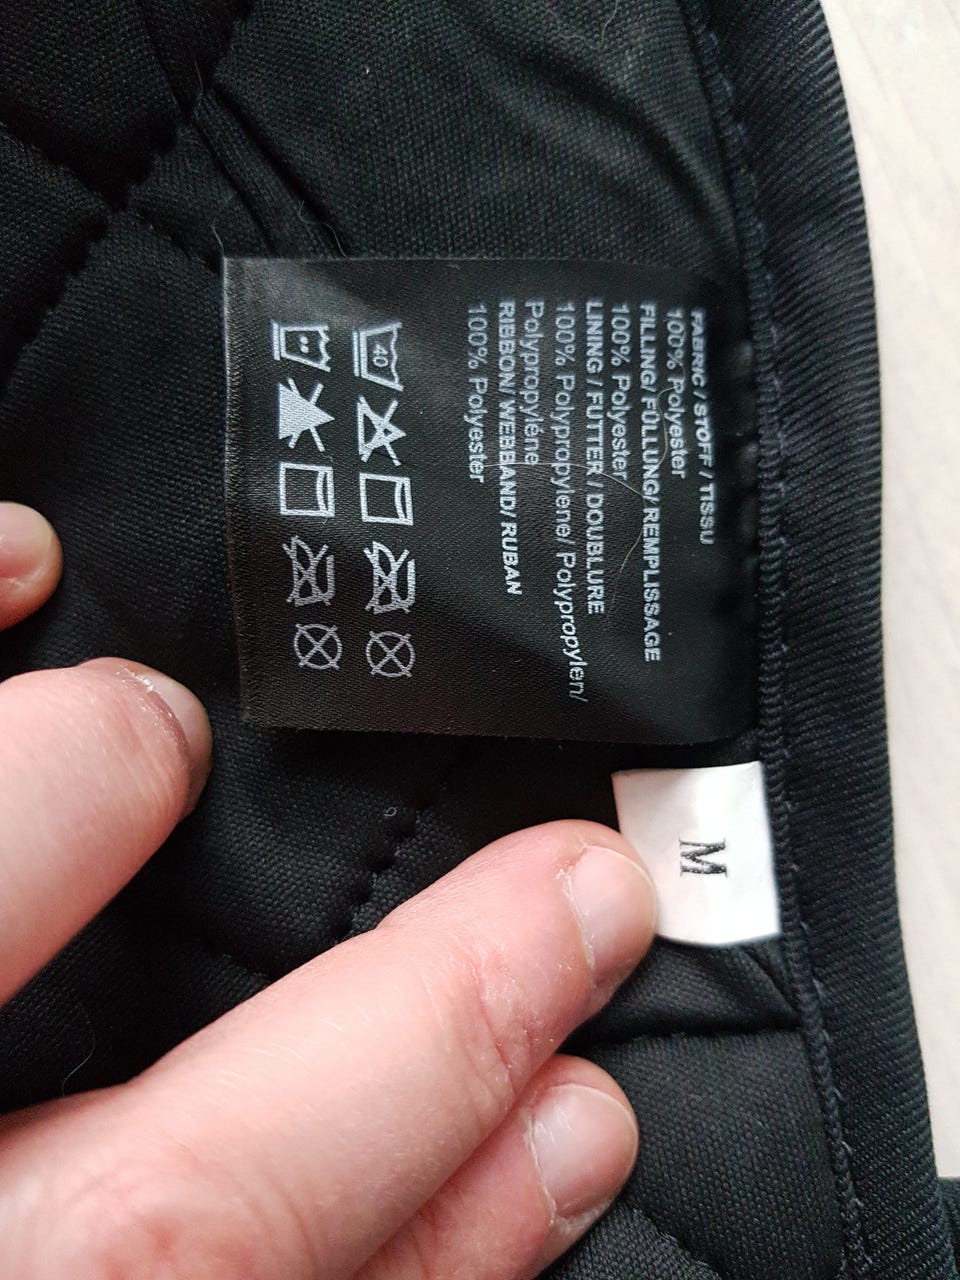 FABRIC / STOFF / TISSU
100% Polyester
FILLING/ FÜLLUNG/ REMPLISSAGE
100% Polyester
LINING / FUTTER / DOUBLURE
100% Polypropylene/ Polypropylen/
Polypropylène
RIBBON/ WEBBAND/ RUBAN
100% Polyester
40
M